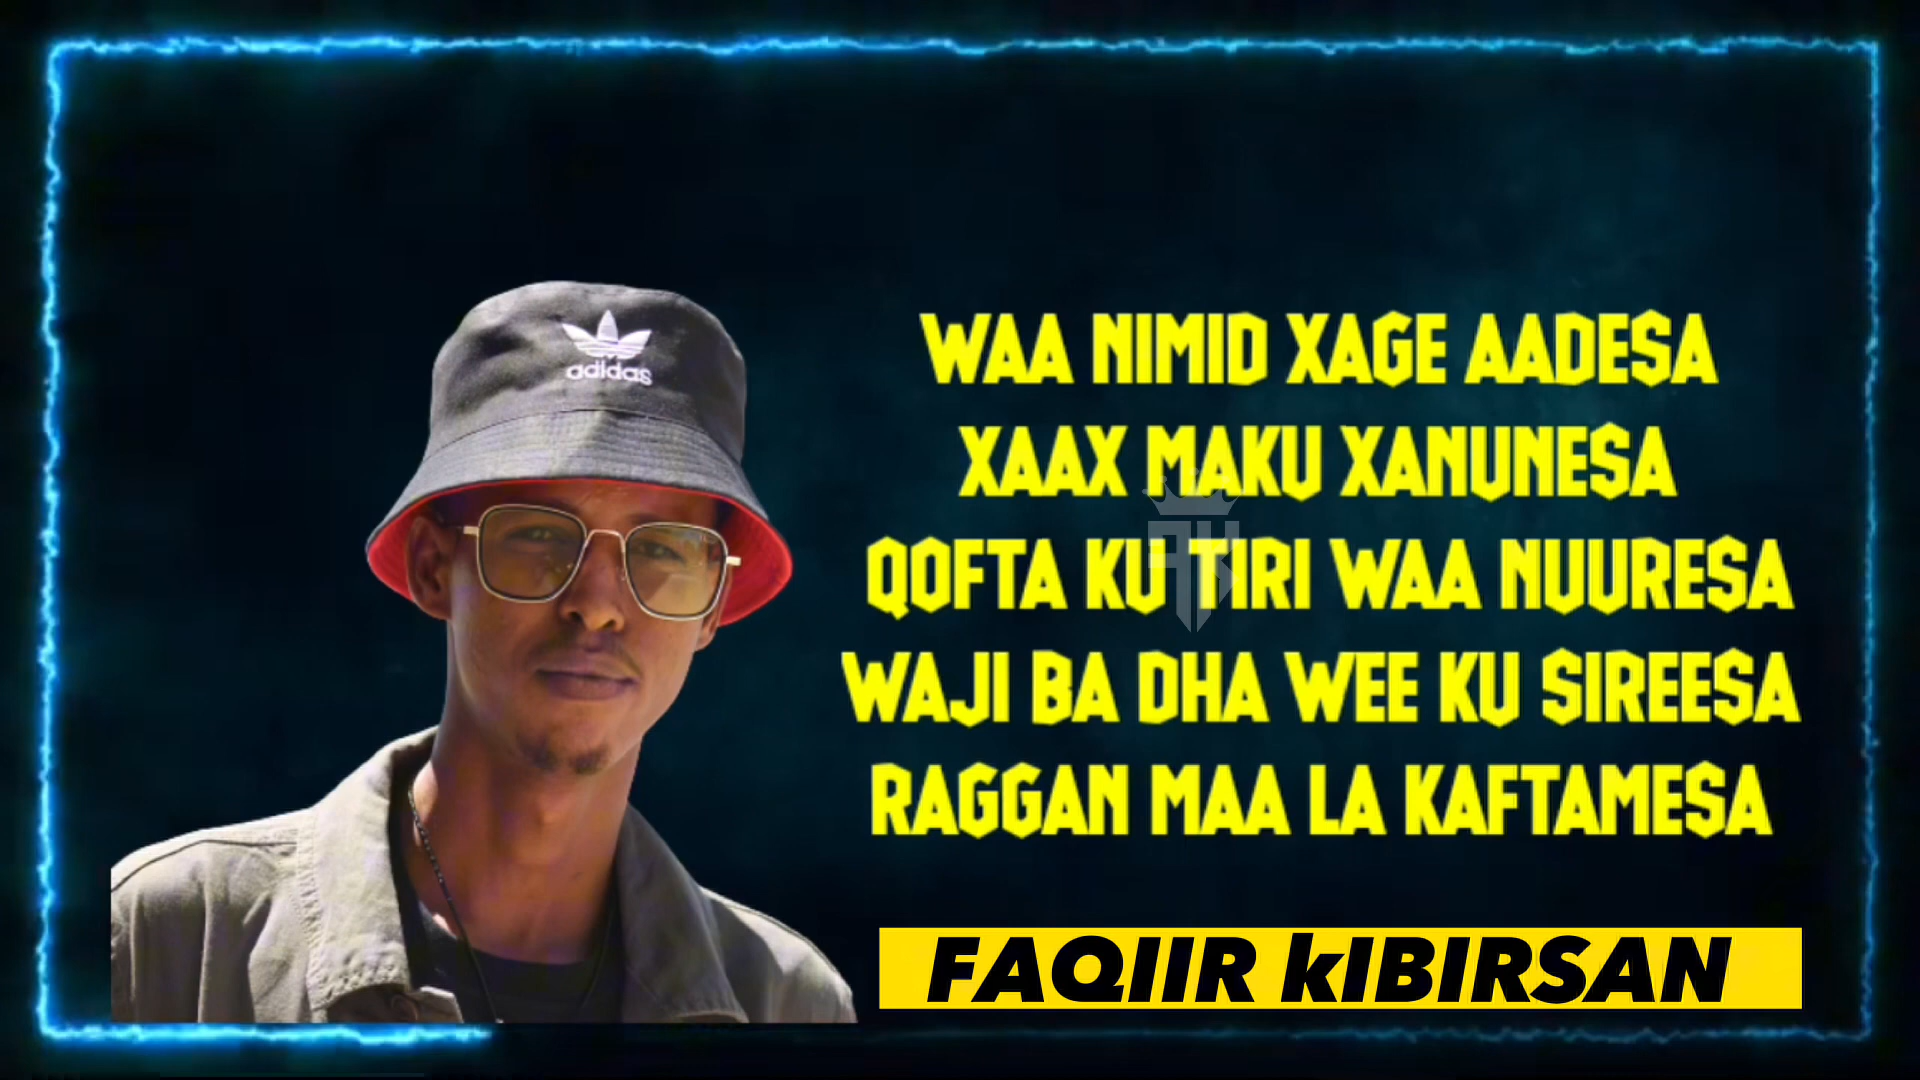 adidas
WAA NIMID XAGE AADESA
XAAX MAKU XANUNESA
QOFTA KU TIRI WAA NUURESA
WAJI BA DHA WEE KU SIREESA
RAGGAN MAA LA KAFTAMESA
FAQIIR kIBIRSAN